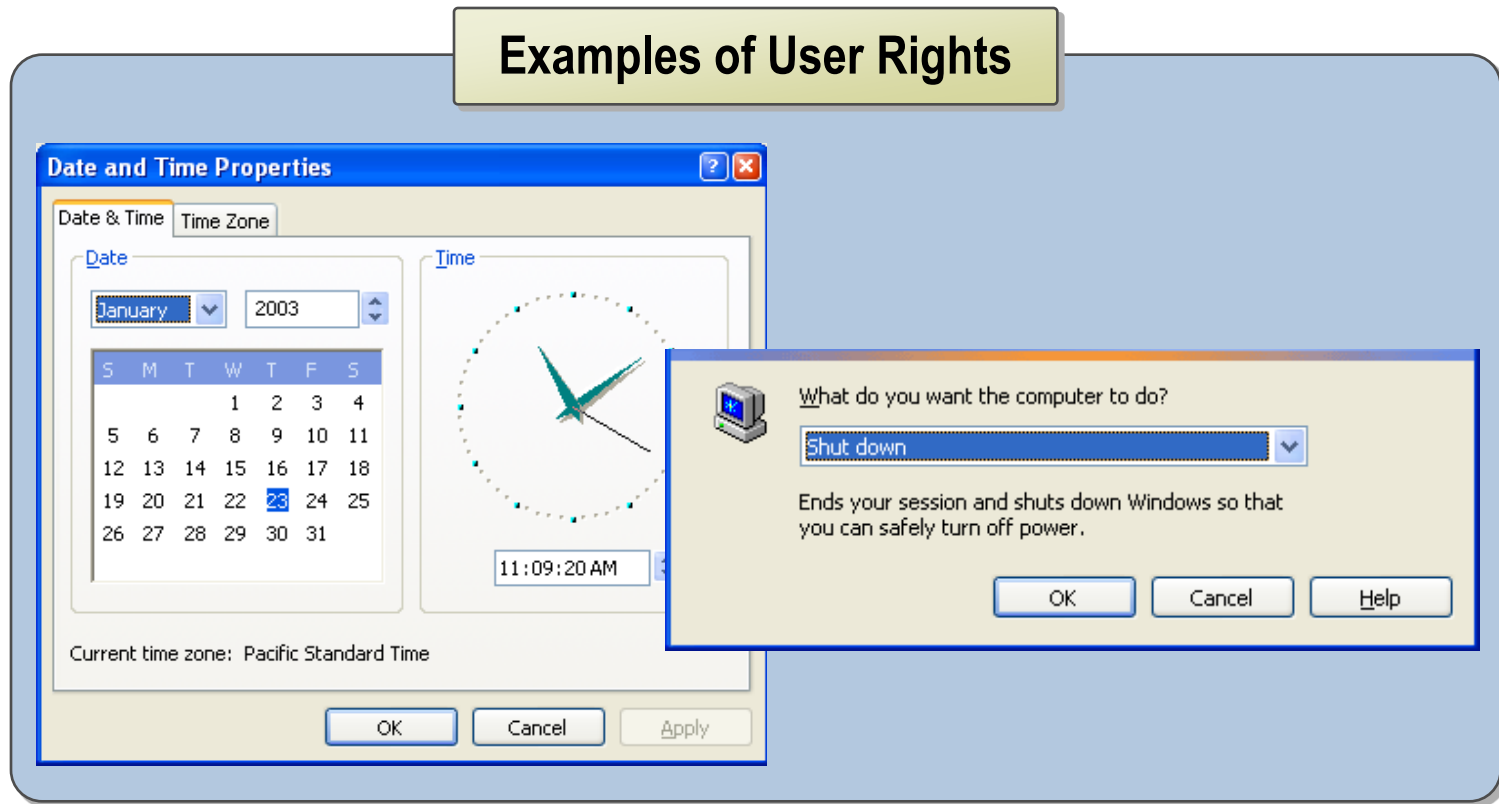 Examples of User Rights
Date and Time Properties
Date & Time
Time Zone
Date
January
2003
S M T W T F S
1 2 3 4
5 6 7 8 9 10 11
12 13 14 15 16 17 18
19 20 21 22 23 24 25
26 27 28 29 30 31
Time
11:09:20 AM
Current time zone: Pacific Standard Time
OK
Cancel
Apply
What do you want the computer to do?
Shut down
Ends your session and shuts down Windows so that
you can safely turn off power.
OK
Cancel
Help